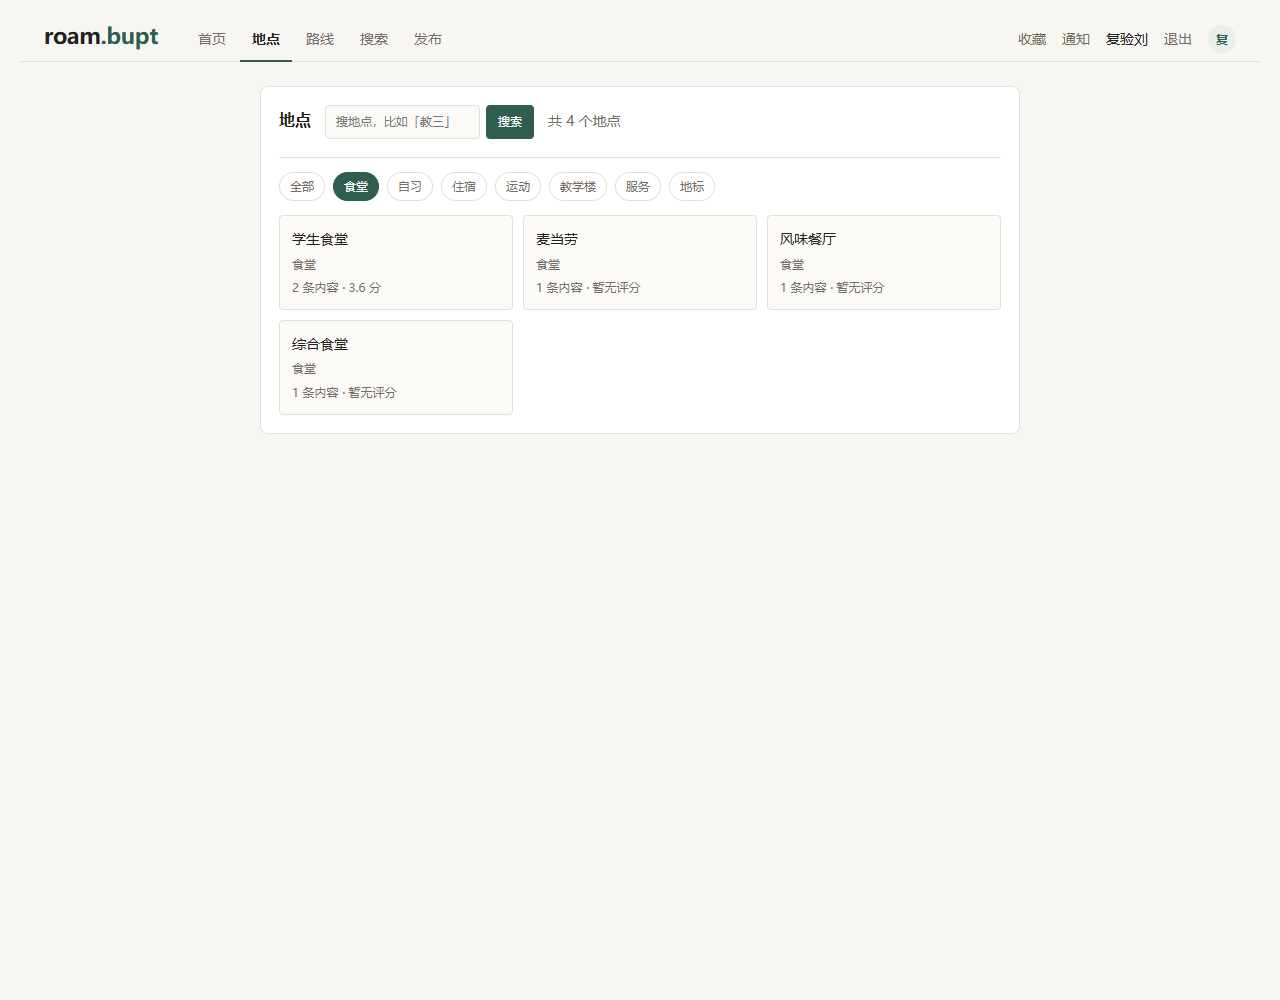 roam.bupt 首页 地点 路线 搜索 发布 收藏 通知 复验刘 退出 复
地点 搜地点，比如「教三」 搜索 共 4 个地点
全部 食堂 自习 住宿 运动 教学楼 服务 地标
学生食堂
食堂
2 条内容 · 3.6 分
麦当劳
食堂
1 条内容 · 暂无评分
风味餐厅
食堂
1 条内容 · 暂无评分
综合食堂
食堂
1 条内容 · 暂无评分